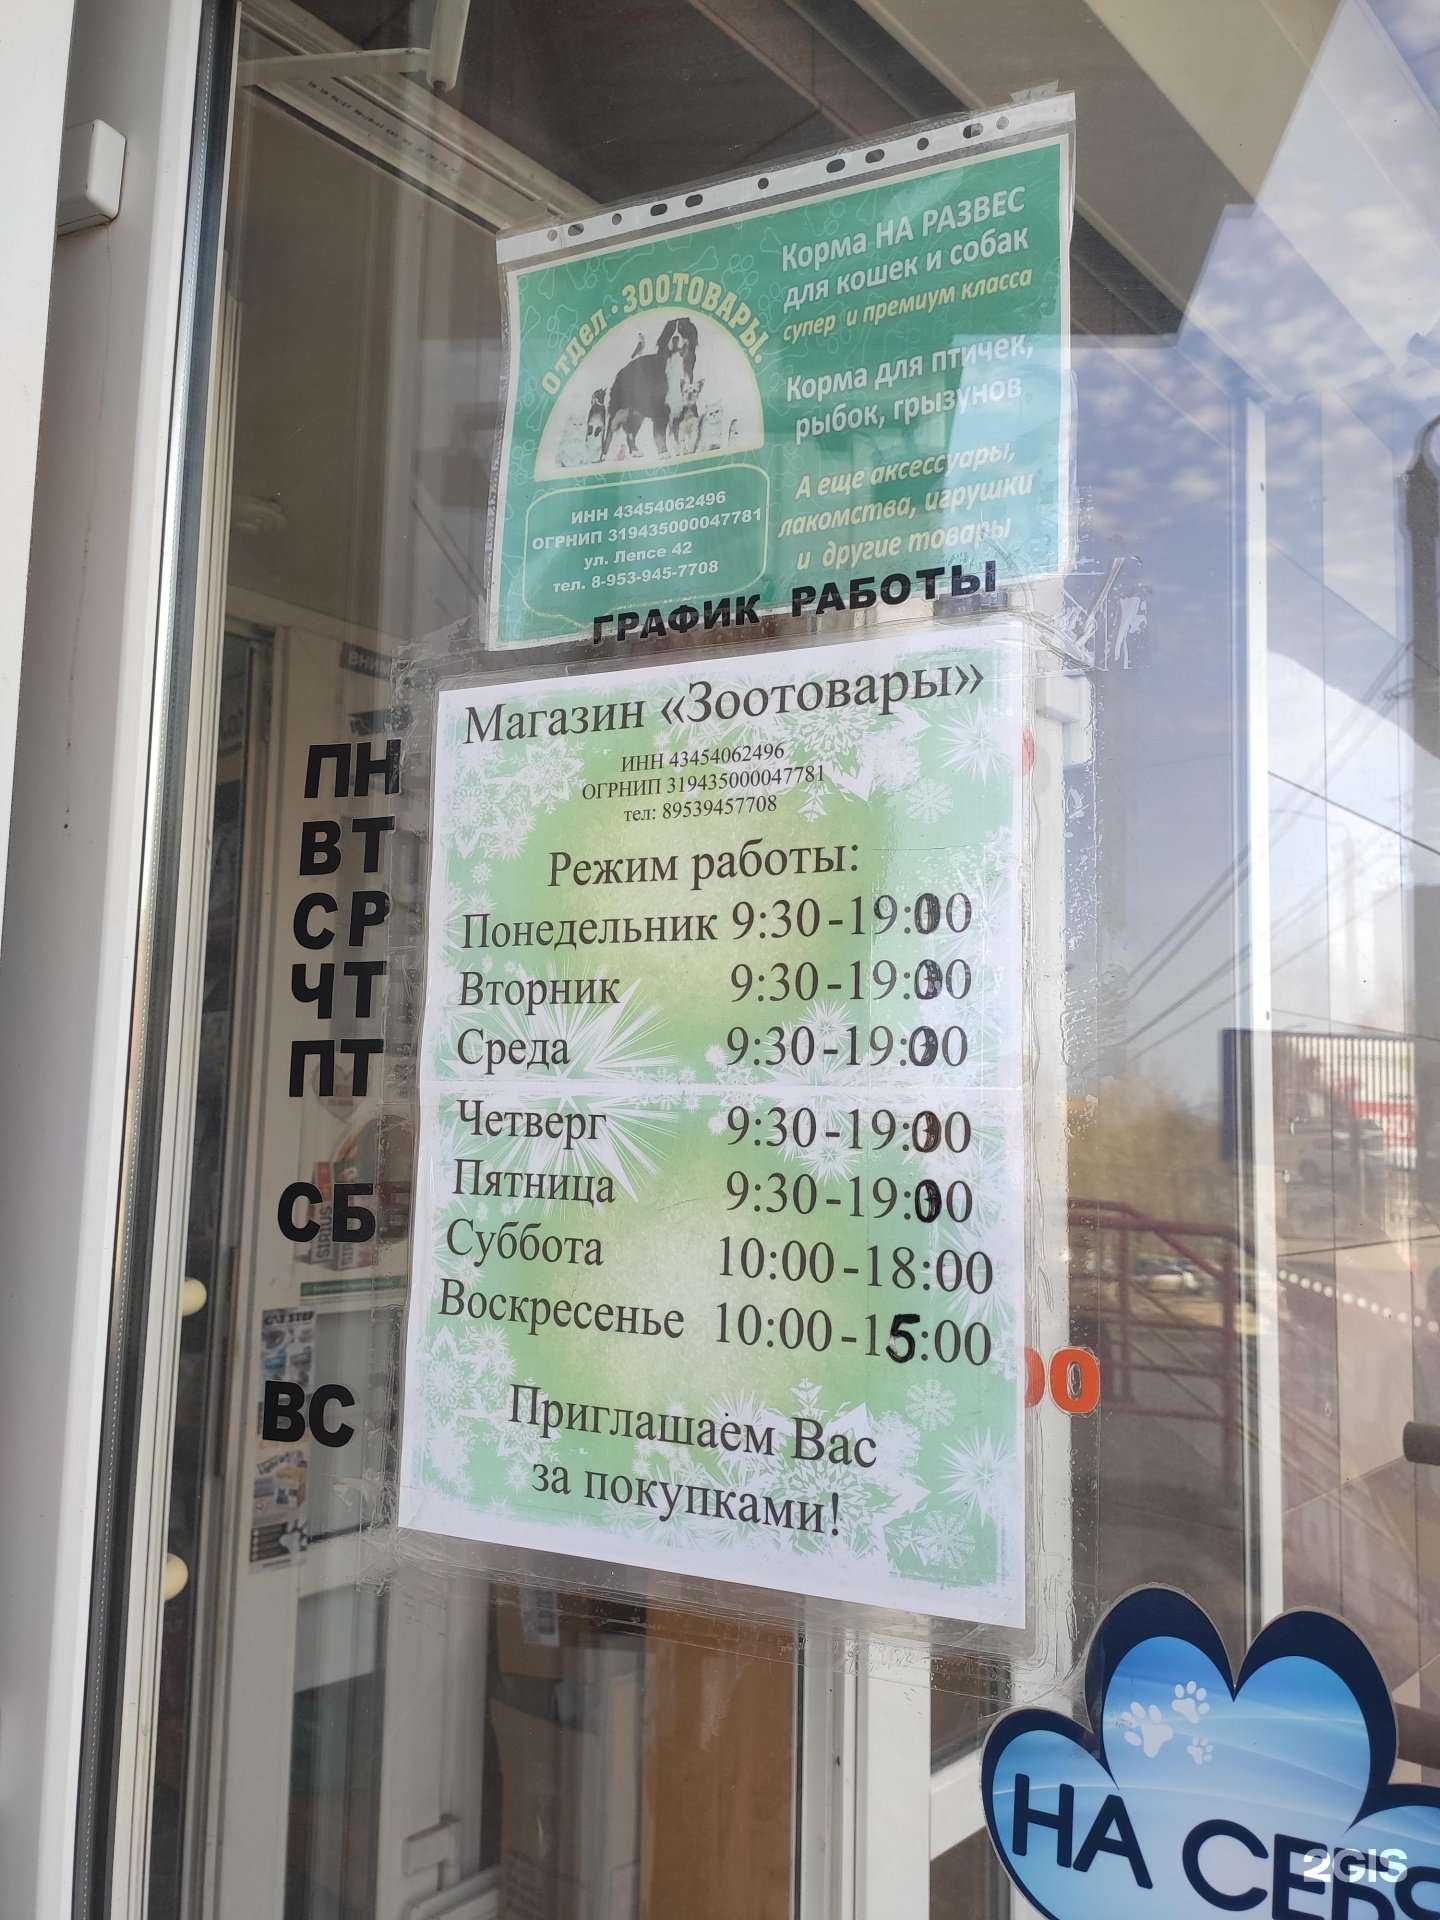 Отдел · ЗООТОВАРЫ.
ИНН 43454062496
ОГРНИП 319435000047781
ул. Лепсе 42
тел. 8-953-945-7708
Корма НА РАЗВЕС
для кошек и собак
супер и премиум класса
Корма для птичек,
рыбок, грызунов
А еще аксессуары,
лакомства, игрушки
и другие товары
ГРАФИК РАБОТЫ
ПН
ВТ
СР
ЧТ
ПТ
СБ
ВС
Магазин «Зоотовары»
ИНН 43454062496
ОГРНИП 319435000047781
тел: 89539457708
Режим работы:
Понедельник 9:30-19:00
Вторник 9:30-19:00
Среда 9:30-19:00
Четверг 9:30-19:00
Пятница 9:30-19:00
Суббота 10:00-18:00
Воскресенье 10:00-15:00
Приглашаем Вас
за покупками!
00
НА СЕБЯ
2GIS